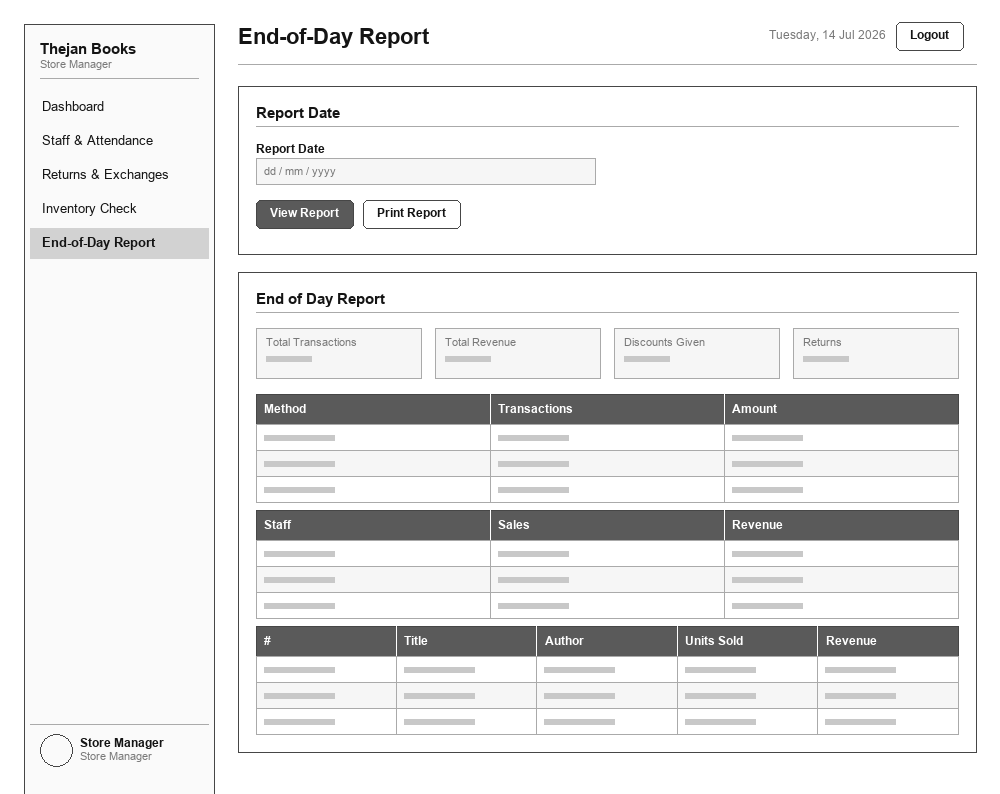 Thejan Books
Store Manager
Dashboard
Staff & Attendance
Returns & Exchanges
Inventory Check
End-of-Day Report
Store Manager
Store Manager
End-of-Day Report
Tuesday, 14 Jul 2026
Logout
Report Date
Report Date
dd / mm / yyyy
View Report
Print Report
End of Day Report
Total Transactions
Total Revenue
Discounts Given
Returns
Method Transactions Amount
Staff Sales Revenue
# Title Author Units Sold Revenue